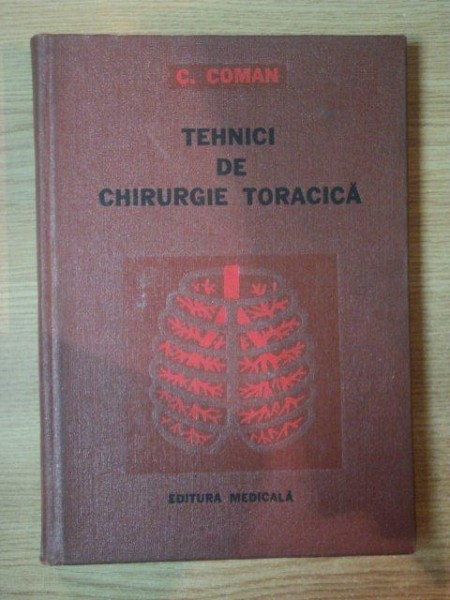 C. COMAN
TEHNICI
DE
CHIRURGIE TORACICĂ
EDITURA MEDICALĂ